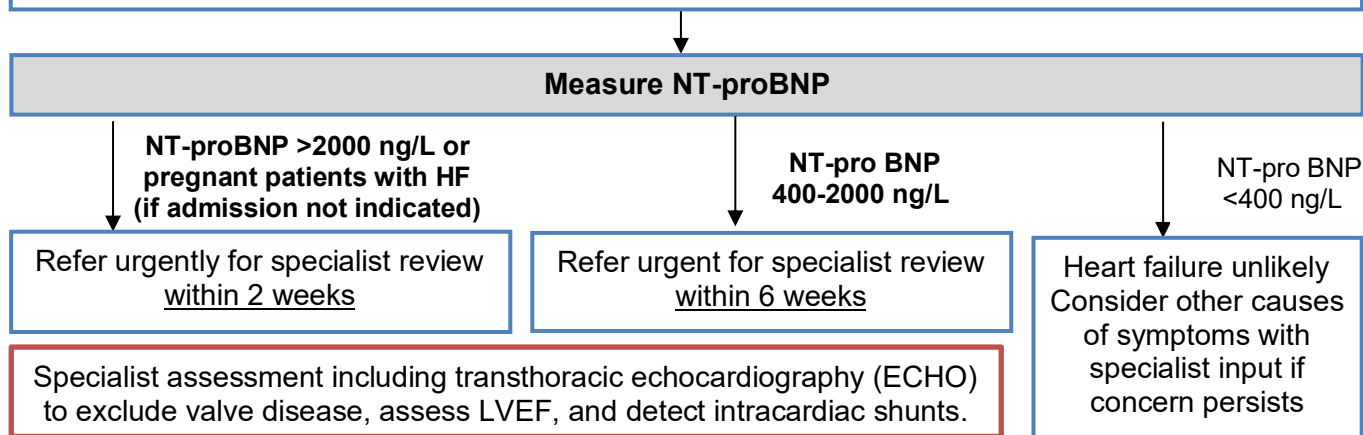 Measure NT-proBNP
NT-proBNP >2000 ng/L or
pregnant patients with HF
(if admission not indicated)
NT-pro BNP
400-2000 ng/L
NT-pro BNP
<400 ng/L
Refer urgently for specialist review
within 2 weeks
Refer urgent for specialist review
within 6 weeks
Heart failure unlikely
Consider other causes
of symptoms with
specialist input if
concern persists
Specialist assessment including transthoracic echocardiography (ECHO)
to exclude valve disease, assess LVEF, and detect intracardiac shunts.